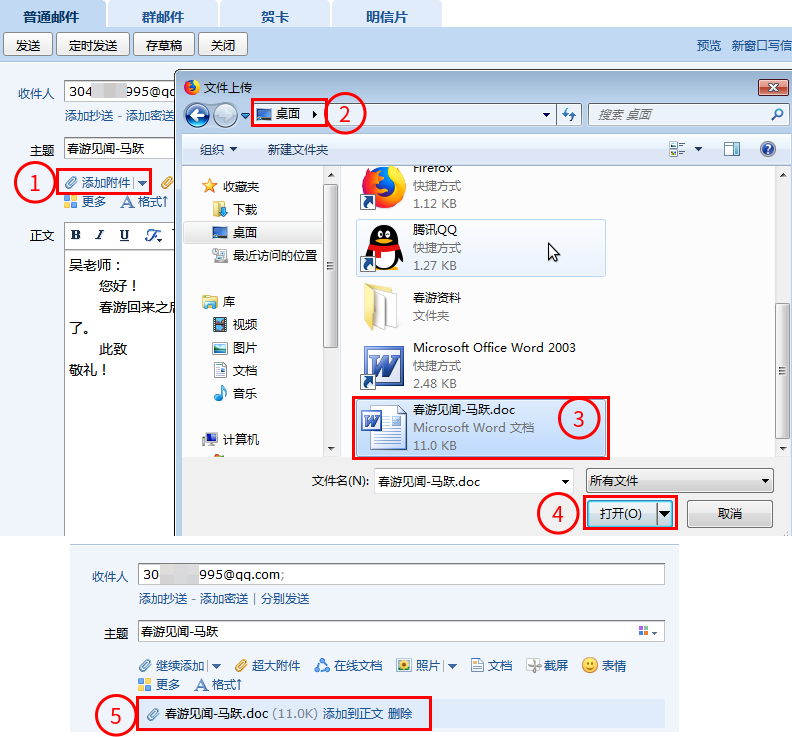 普通邮件 群邮件 贺卡 明信片
发送 定时发送 存草稿 关闭 预览 新窗口写信
收件人 304 995@qc
添加抄送 - 添加密送
主题 春游见闻-马跃
1 添加附件
更多 格式↑
正文 B I U
吴老师：
您好！
春游回来之后
了。
此致
敬礼！
文件上传
桌面 2 搜索 桌面
组织 新建文件夹
收藏夹
下载
桌面
最近访问的位置
库
视频
图片
文档
音乐
计算机
Firefox
快捷方式
1.12 KB
腾讯QQ
快捷方式
1.27 KB
春游资料
文件夹
Microsoft Office Word 2003
快捷方式
2.48 KB
春游见闻-马跃.doc 3
Microsoft Word 文档
11.0 KB
文件名(N): 春游见闻-马跃.doc 所有文件
4 打开(O) 取消
收件人 30 995@qq.com;
添加抄送 - 添加密送 | 分别发送
主题 春游见闻-马跃
继续添加 超大附件 在线文档 照片 文档 截屏 表情
更多 格式↑
5 春游见闻-马跃.doc (11.0K) 添加到正文 删除